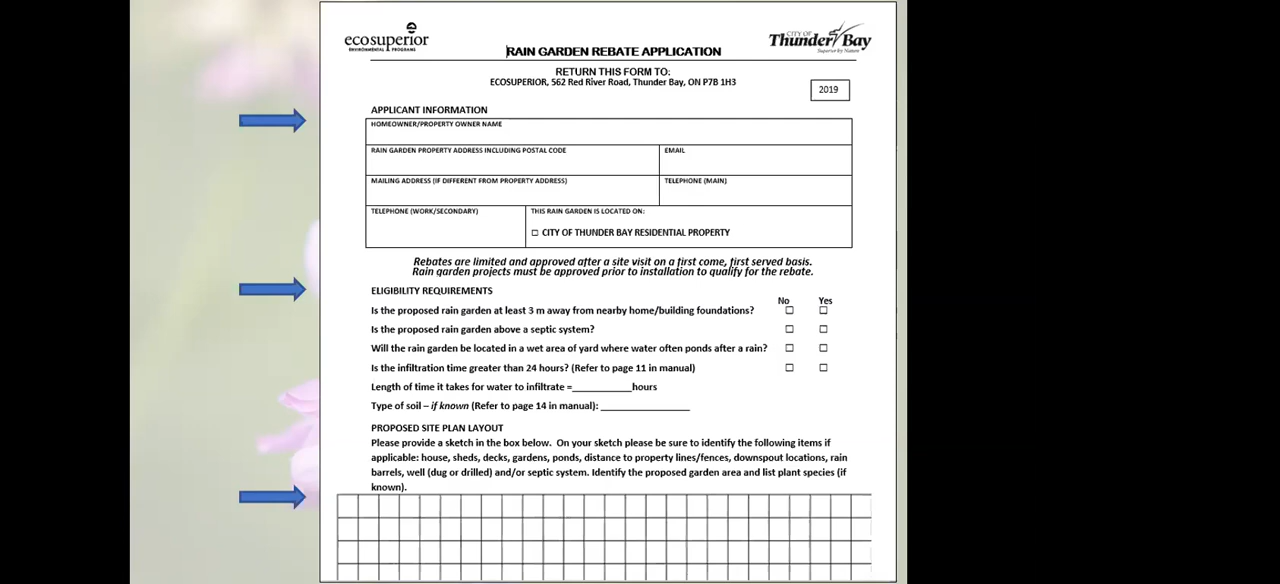 ecosuperior
ENVIRONMENTAL PROGRAMS
CITY OF
Thunder Bay
Superior by Nature
RAIN GARDEN REBATE APPLICATION
RETURN THIS FORM TO:
ECOSUPERIOR, 562 Red River Road, Thunder Bay, ON P7B 1H3
2019
APPLICANT INFORMATION
HOMEOWNER/PROPERTY OWNER NAME
RAIN GARDEN PROPERTY ADDRESS INCLUDING POSTAL CODE
EMAIL
MAILING ADDRESS (IF DIFFERENT FROM PROPERTY ADDRESS)
TELEPHONE (MAIN)
TELEPHONE (WORK/SECONDARY)
THIS RAIN GARDEN IS LOCATED ON:
☐ CITY OF THUNDER BAY RESIDENTIAL PROPERTY
Rebates are limited and approved after a site visit on a first come, first served basis.
Rain garden projects must be approved prior to installation to qualify for the rebate.
ELIGIBILITY REQUIREMENTS
No Yes
Is the proposed rain garden at least 3 m away from nearby home/building foundations? ☐ ☐
Is the proposed rain garden above a septic system? ☐ ☐
Will the rain garden be located in a wet area of yard where water often ponds after a rain? ☐ ☐
Is the infiltration time greater than 24 hours? (Refer to page 11 in manual) ☐ ☐
Length of time it takes for water to infiltrate =____________hours
Type of soil – if known (Refer to page 14 in manual): __________________
PROPOSED SITE PLAN LAYOUT
Please provide a sketch in the box below. On your sketch please be sure to identify the following items if
applicable: house, sheds, decks, gardens, ponds, distance to property lines/fences, downspout locations, rain
barrels, well (dug or drilled) and/or septic system. Identify the proposed garden area and list plant species (if
known).